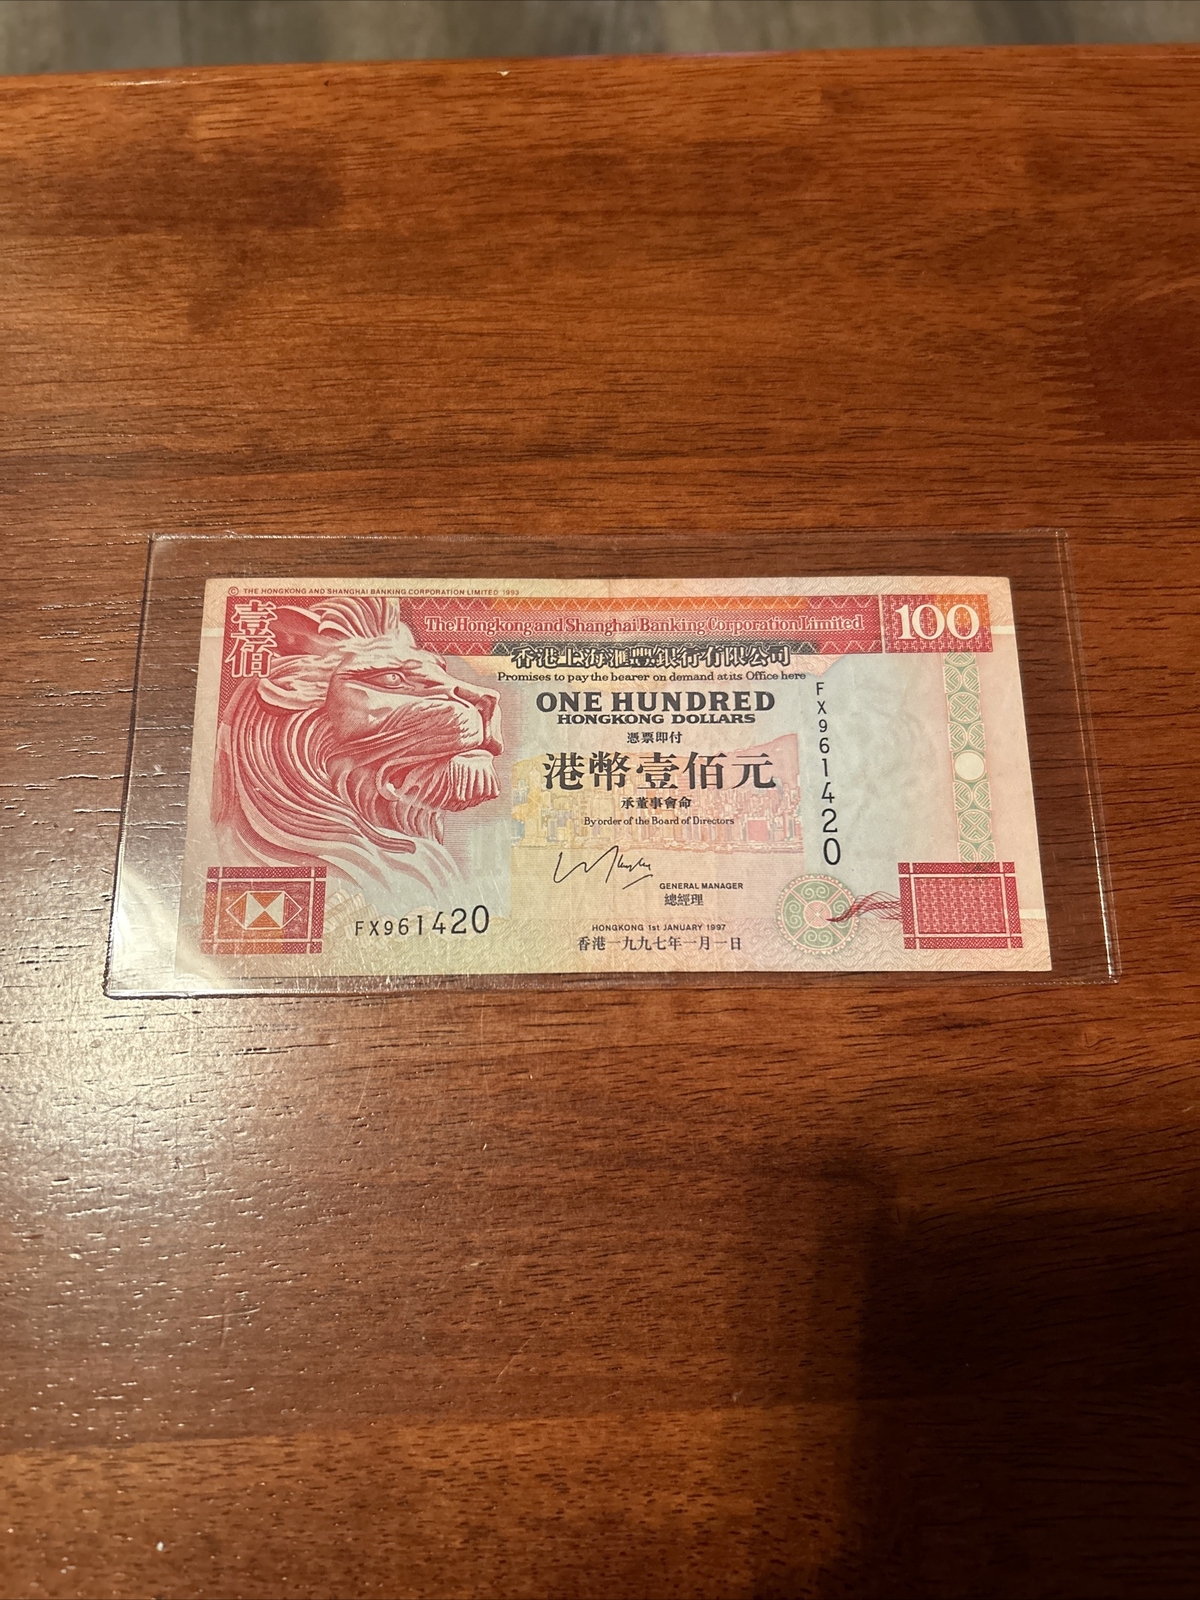 © THE HONGKONG AND SHANGHAI BANKING CORPORATION LIMITED 1993
壹佰
The Hongkong and Shanghai Banking Corporation Limited
100
香港上海滙豐銀行有限公司
Promises to pay the bearer on demand at its Office here
ONE HUNDRED
HONGKONG DOLLARS
憑票即付
港幣壹佰元
承董事會命
By order of the Board of Directors
FX961420
GENERAL MANAGER
總經理
FX961420
HONGKONG 1st JANUARY 1997
香港一九九七年一月一日